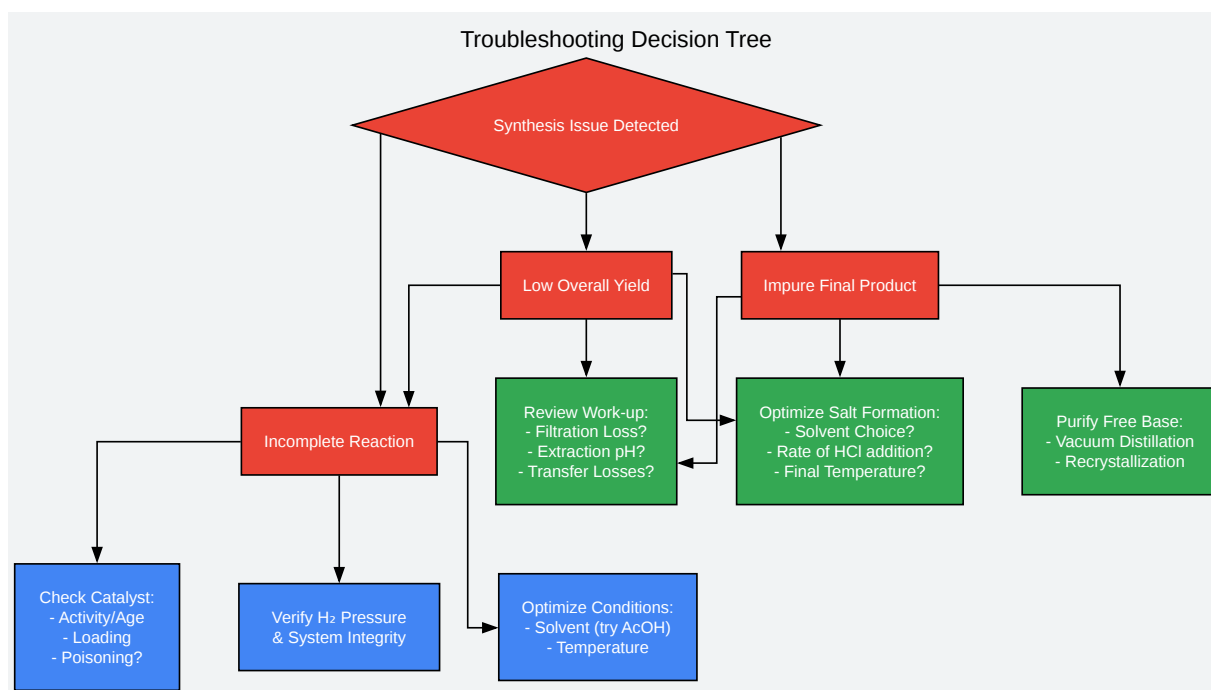 Troubleshooting Decision Tree
Synthesis Issue Detected
Low Overall Yield
Impure Final Product
Incomplete Reaction
Review Work-up:
- Filtration Loss?
- Extraction pH?
- Transfer Losses?
Optimize Salt Formation:
- Solvent Choice?
- Rate of HCl addition?
- Final Temperature?
Purify Free Base:
- Vacuum Distillation
- Recrystallization
Check Catalyst:
- Activity/Age
- Loading
- Poisoning?
Verify H₂ Pressure
& System Integrity
Optimize Conditions:
- Solvent (try AcOH)
- Temperature